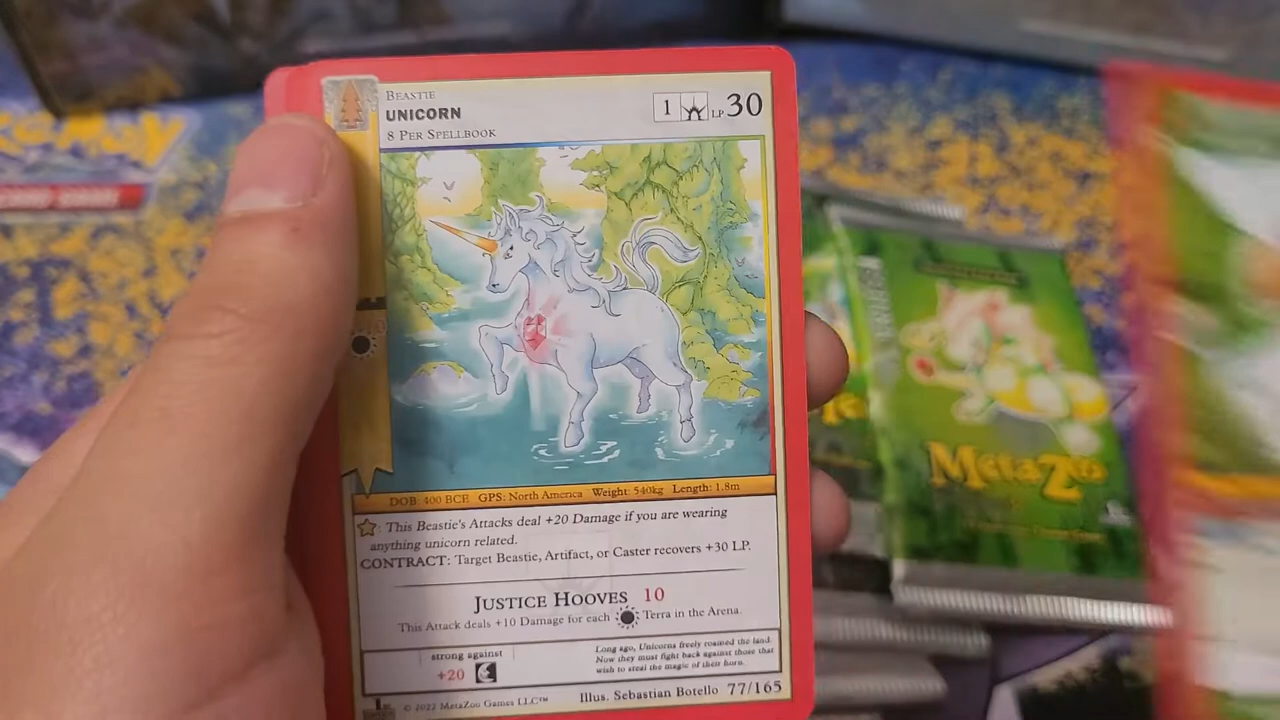 BEASTIE
UNICORN
8 PER SPELLBOOK
1 LP 30
DOB: 400 BCE GPS: North America Weight: 540kg Length: 1.8m
: This Beastie's Attacks deal +20 Damage if you are wearing
anything unicorn related.
CONTRACT: Target Beastie, Artifact, or Caster recovers +30 LP.
JUSTICE HOOVES 10
This Attack deals +10 Damage for each Terra in the Arena.
strong against
+20
Long ago, Unicorns freely roamed the land.
Now they must fight back against those that
wish to steal the magic of their horn.
© 2022 MetaZoo Games LLC™
Illus. Sebastian Botello 77/165
MetaZoo